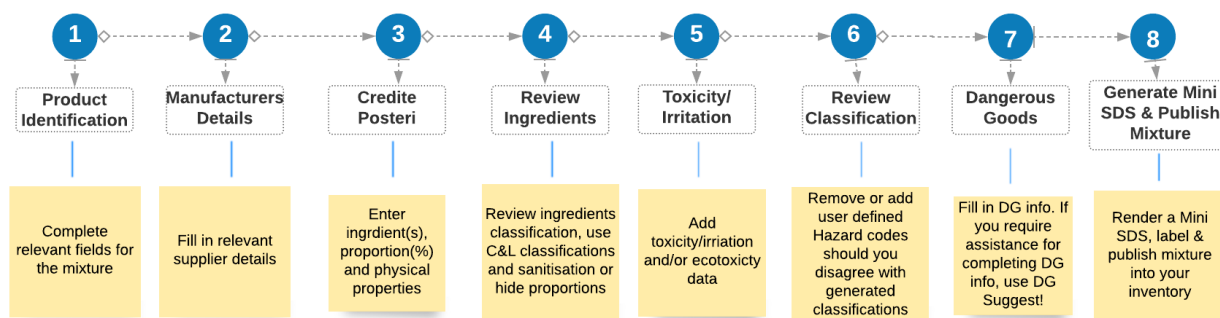 1 2 3 4 5 6 7 8
Product
Identification
Manufacturers
Details
Credite
Posteri
Review
Ingredients
Toxicity/
Irritation
Review
Classification
Dangerous
Goods
Generate Mini
SDS & Publish
Mixture
Complete
relevant fields for
the mixture
Fill in relevant
supplier details
Enter
ingrdient(s),
proportion(%)
and physical
properties
Review ingredients
classification, use
C&L classifications
and sanitisation or
hide proportions
Add
toxicity/irriation
and/or ecotoxicty
data
Remove or add
user defined
Hazard codes
should you
disagree with
generated
classifications
Fill in DG info. If
you require
assistance for
completing DG
info, use DG
Suggest!
Render a Mini
SDS, label &
publish mixture
into your
inventory